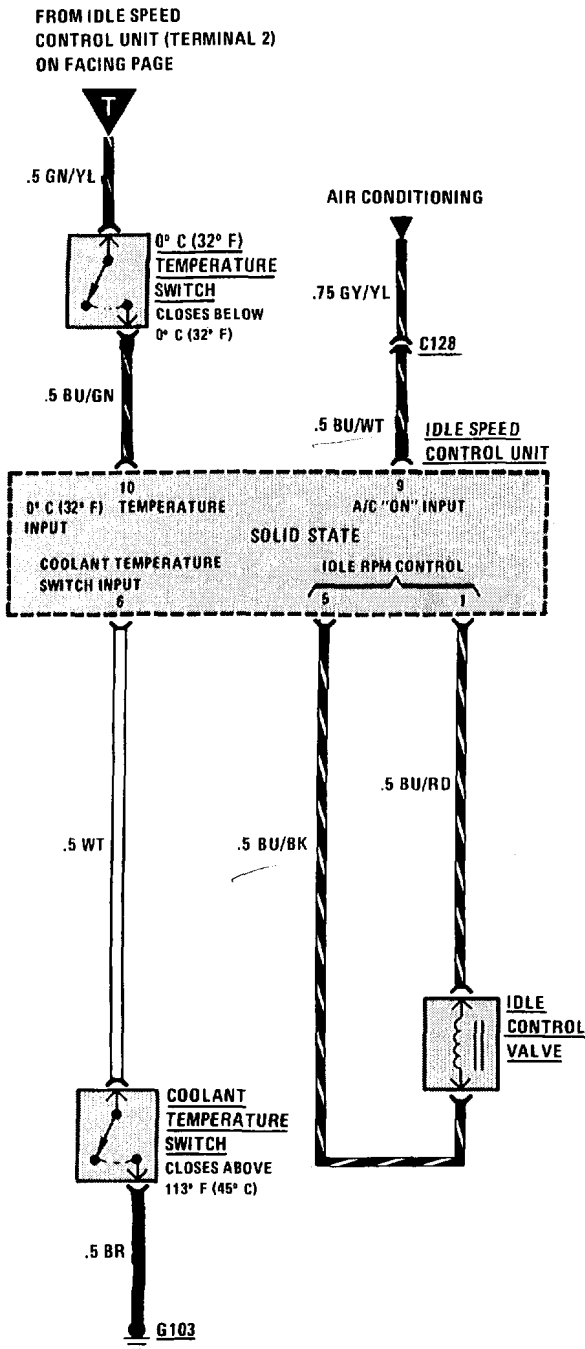 FROM IDLE SPEED
CONTROL UNIT (TERMINAL 2)
ON FACING PAGE
T
.5 GN/YL
AIR CONDITIONING
0° C (32° F)
TEMPERATURE
SWITCH
CLOSES BELOW
0° C (32° F)
.75 GY/YL
C128
.5 BU/GN
.5 BU/WT
IDLE SPEED
CONTROL UNIT
10
9
0° C (32° F) TEMPERATURE
INPUT
A/C "ON" INPUT
SOLID STATE
COOLANT TEMPERATURE
SWITCH INPUT
IDLE RPM CONTROL
6
5
1
.5 BU/RD
.5 WT
.5 BU/BK
IDLE
CONTROL
VALVE
COOLANT
TEMPERATURE
SWITCH
CLOSES ABOVE
113° F (45° C)
.5 BR
G103